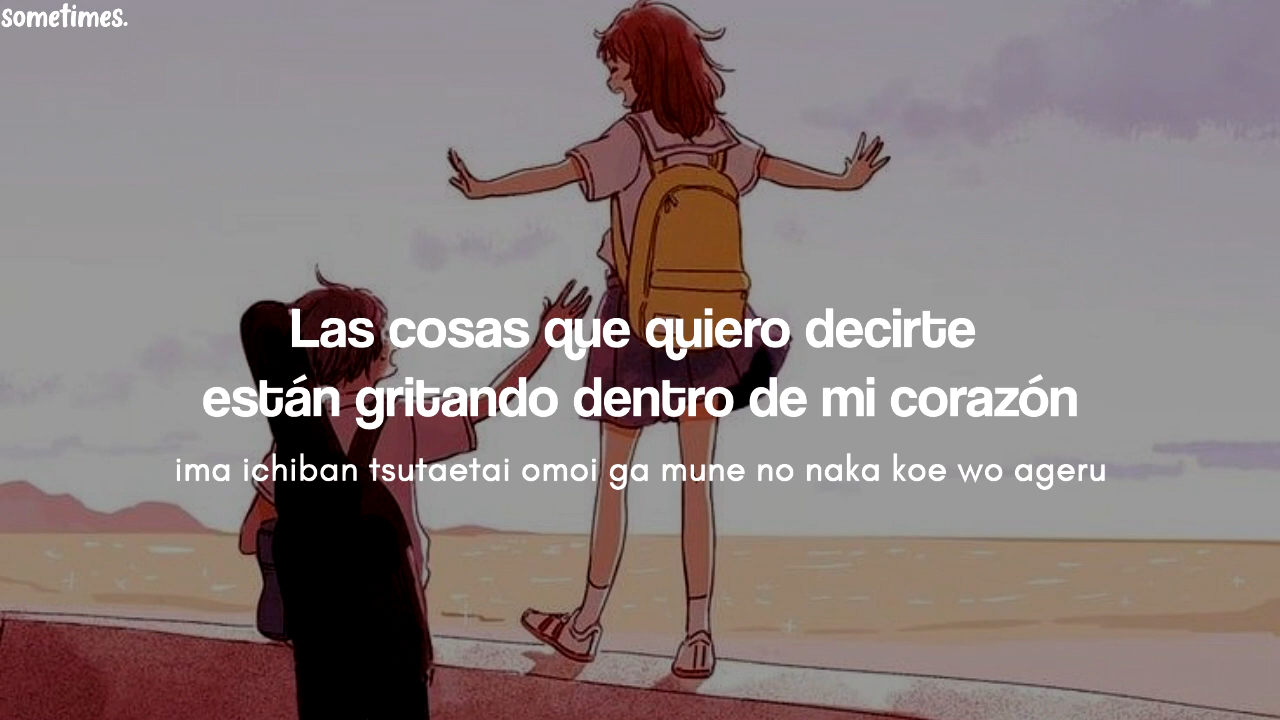 sometimes.
Las cosas que quiero decirte
están gritando dentro de mi corazón
ima ichiban tsutaetai omoi ga mune no naka koe wo ageru